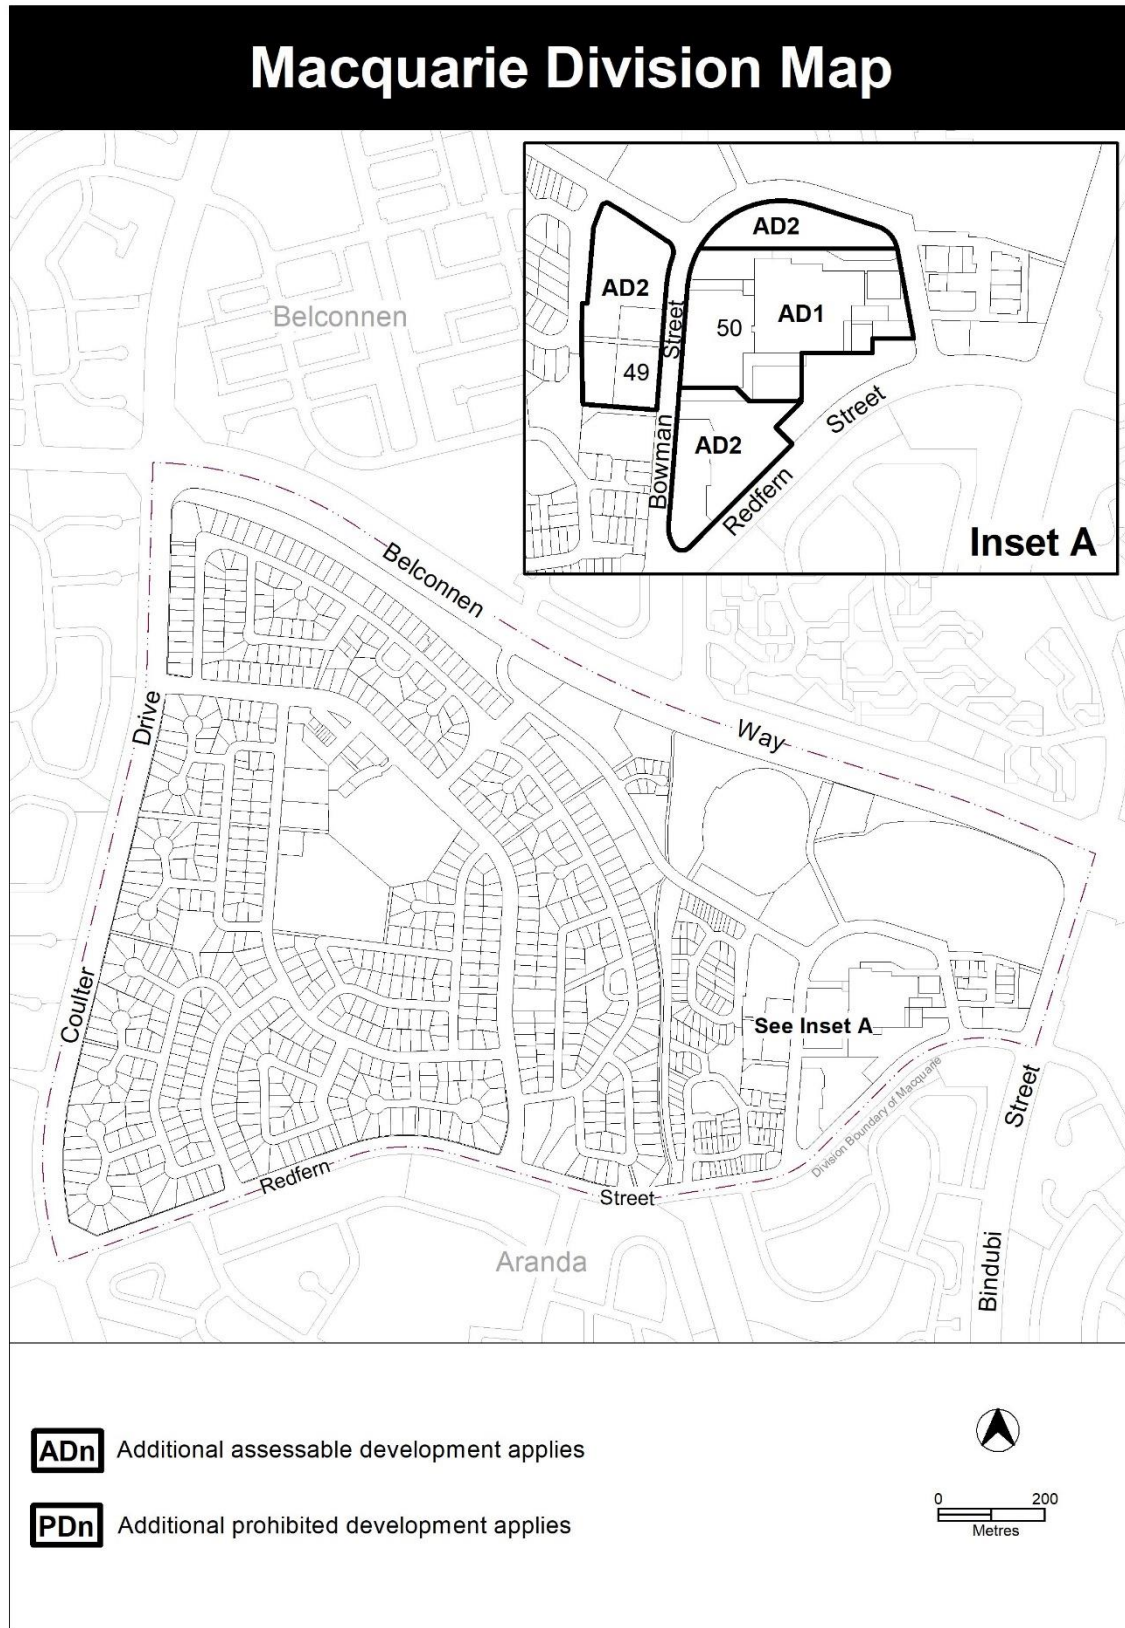 Macquarie Division Map
Belconnen
AD2
AD2
AD1
50
49
Street
Bowman
AD2
Street
Redfern
Inset A
Belconnen
Way
Drive
Coulter
See Inset A
Division Boundary of Macquarie
Street
Redfern
Street
Aranda
Bindubi
ADn Additional assessable development applies
PDn Additional prohibited development applies
0 200
Metres